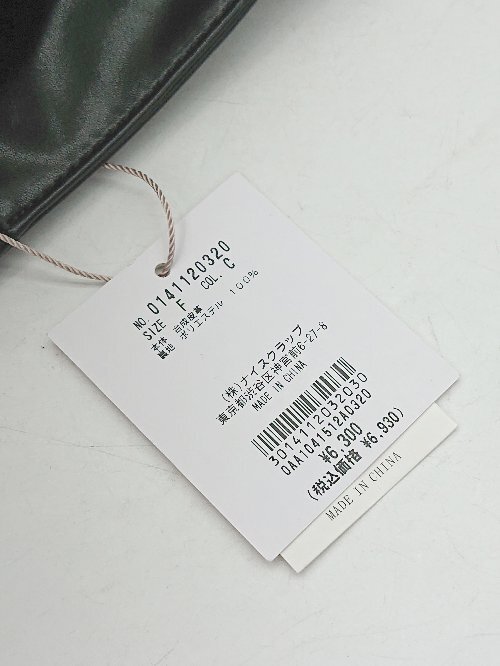 NO. 0141120320
SIZE F COL. C
本体 合成皮革
裏地 ポリエステル 100%
(株)ナイスクラップ
東京都渋谷区神宮前6-27-8
MADE IN CHINA
3014112032030
0AA1041512A0320
¥6,300
(税込価格 ¥6,930)
MADE IN CHINA